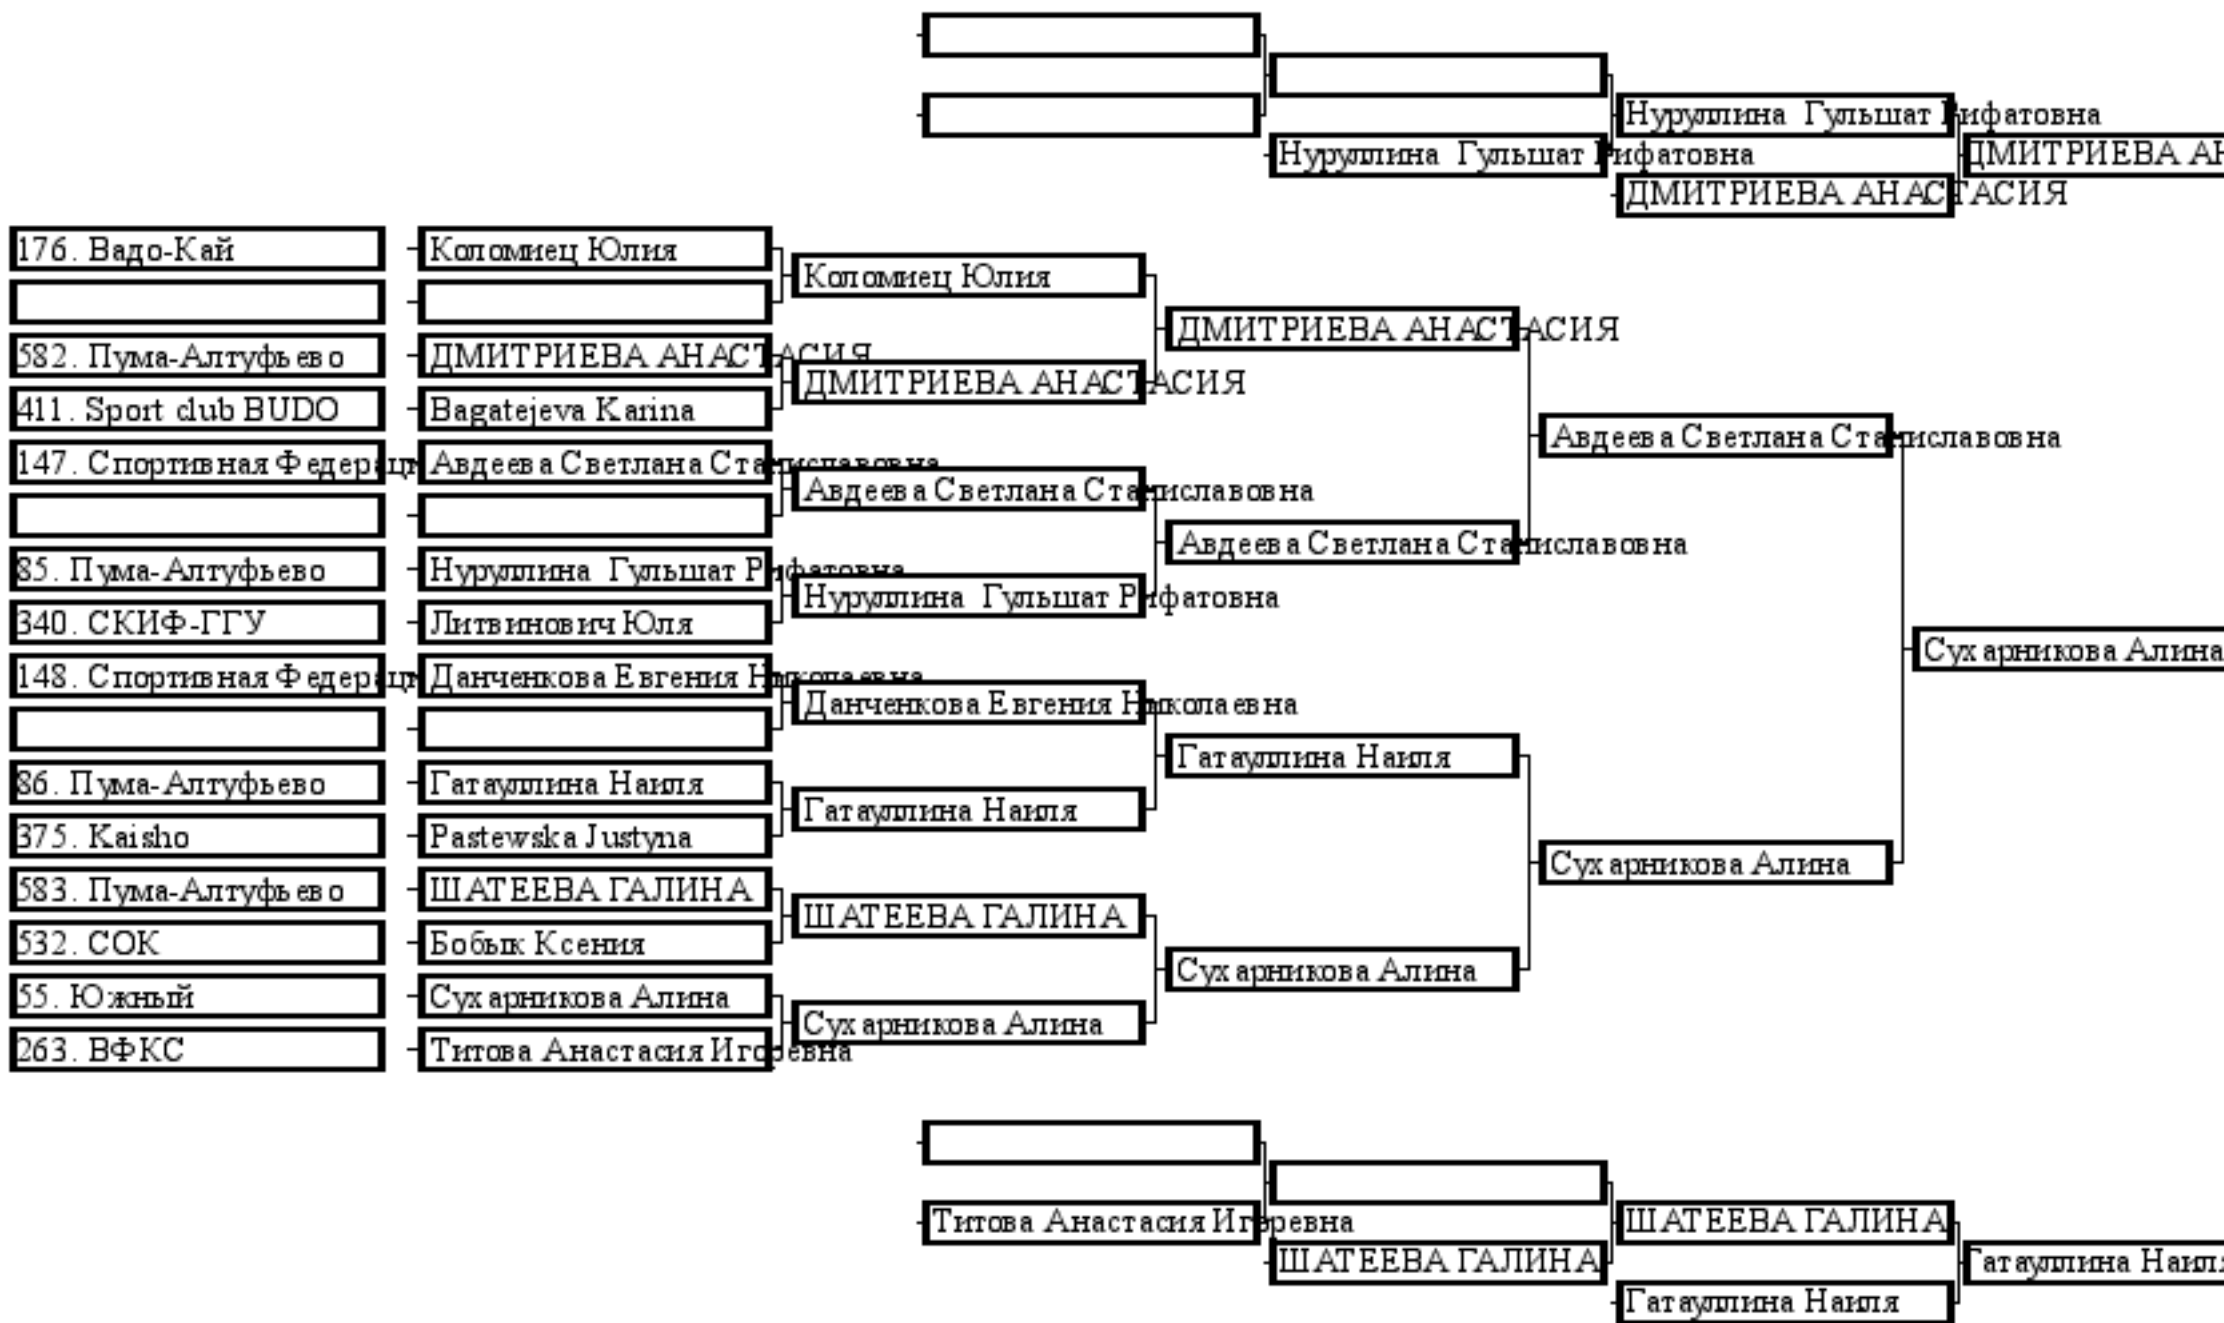 Нуруллина Гульшат Рифатовна
Нуруллина Гульшат Рифатовна
ДМИТРИЕВА АН
ДМИТРИЕВА АНАСТАСИЯ
176. Вадо-Кай
Коломиец Юлия
Коломиец Юлия
ДМИТРИЕВА АНАСТАСИЯ
582. Пума-Алтуфьево
ДМИТРИЕВА АНАСТАСИЯ
ДМИТРИЕВА АНАСТАСИЯ
411. Sport club BUDO
Bagatejeva Karina
Авдеева Светлана Станиславовна
147. Спортивная Федерац
Авдеева Светлана Станиславовна
Авдеева Светлана Станиславовна
Авдеева Светлана Станиславовна
85. Пума-Алтуфьево
Нуруллина Гульшат Рифатовна
Нуруллина Гульшат Рифатовна
340. СКИФ-ГГУ
Литвинович Юля
Сухарникова Алина
148. Спортивная Федерац
Данченкова Евгения Николаевна
Данченкова Евгения Николаевна
Гатауллина Наиля
86. Пума-Алтуфьево
Гатауллина Наиля
Гатауллина Наиля
375. Kaisho
Pastewska Justyna
Сухарникова Алина
583. Пума-Алтуфьево
ШАТЕЕВА ГАЛИНА
ШАТЕЕВА ГАЛИНА
532. СОК
Бобык Ксения
Сухарникова Алина
55. Южный
Сухарникова Алина
Сухарникова Алина
263. ВФКС
Титова Анастасия Игоревна
Титова Анастасия Игоревна
ШАТЕЕВА ГАЛИНА
ШАТЕЕВА ГАЛИНА
Гатауллина Наиля
Гатауллина Наиля